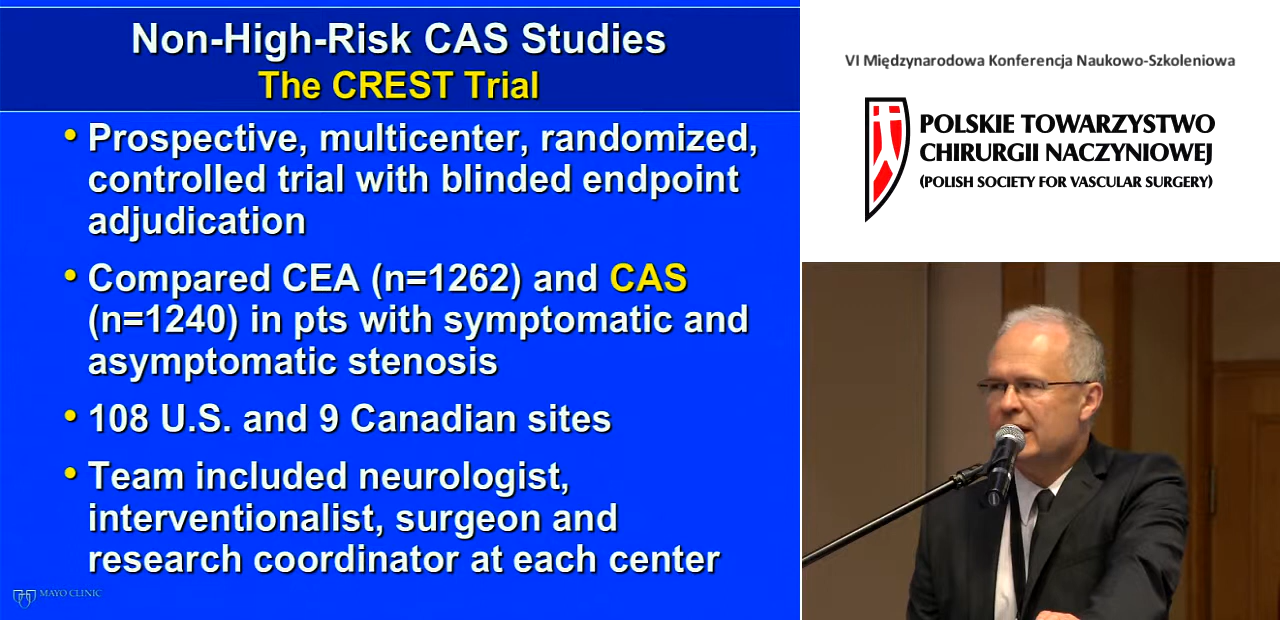 Non-High-Risk CAS Studies
The CREST Trial
• Prospective, multicenter, randomized,
controlled trial with blinded endpoint
adjudication
• Compared CEA (n=1262) and CAS
(n=1240) in pts with symptomatic and
asymptomatic stenosis
• 108 U.S. and 9 Canadian sites
• Team included neurologist,
interventionalist, surgeon and
research coordinator at each center
MAYO CLINIC
VI Międzynarodowa Konferencja Naukowo-Szkoleniowa
POLSKIE TOWARZYSTWO
CHIRURGII NACZYNIOWEJ
(POLISH SOCIETY FOR VASCULAR SURGERY)